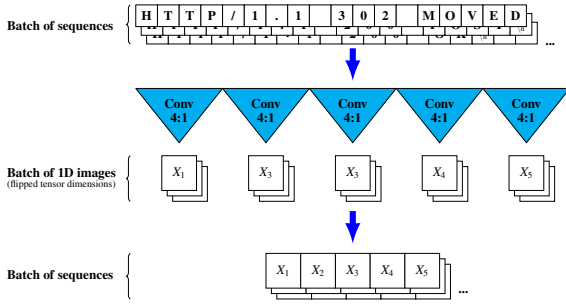 Batch of sequences
H T T P / 1 . 1 3 0 2 M O V E D
...
Conv 4:1 Conv 4:1 Conv 4:1 Conv 4:1 Conv 4:1
Batch of 1D images
(flipped tensor dimensions)
X1 X3 X3 X4 X5
Batch of sequences
X1 X2 X3 X4 X5
...